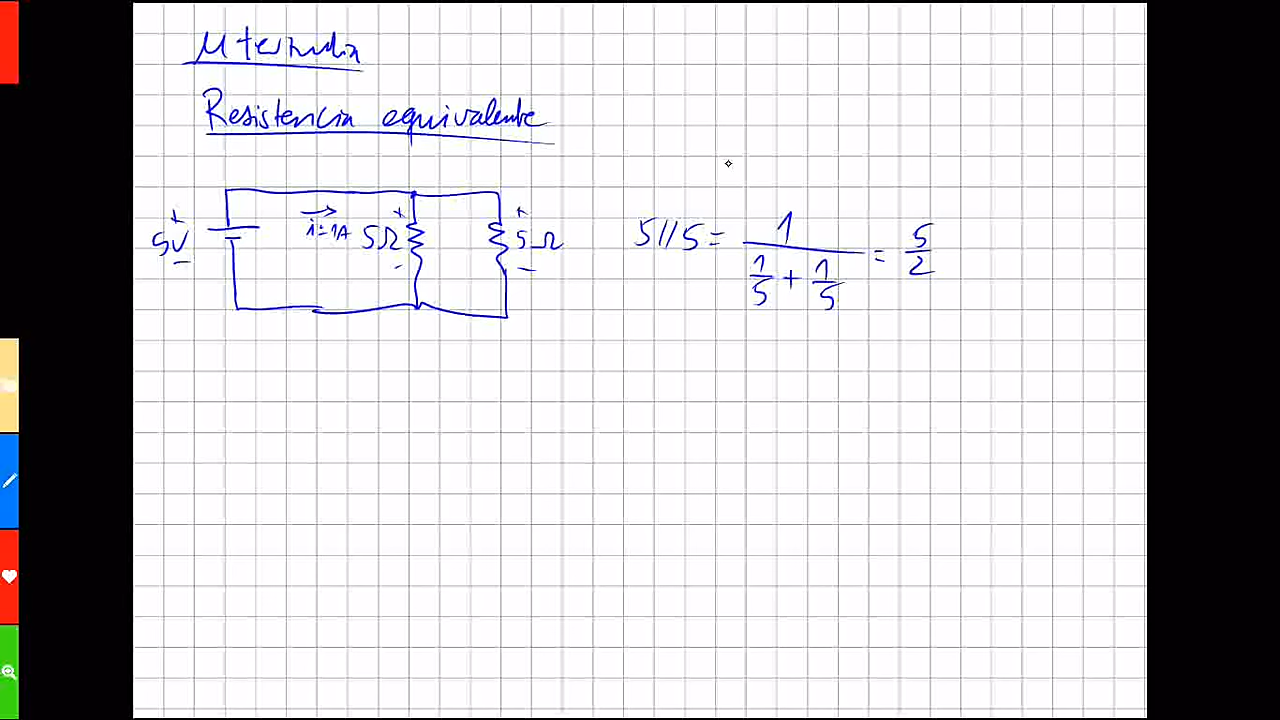 Resistencia equivalente
+ 5V −
i=1A
+ 5Ω −
+ 5Ω −
5//5 = 1 / (1/5 + 1/5) = 5/2